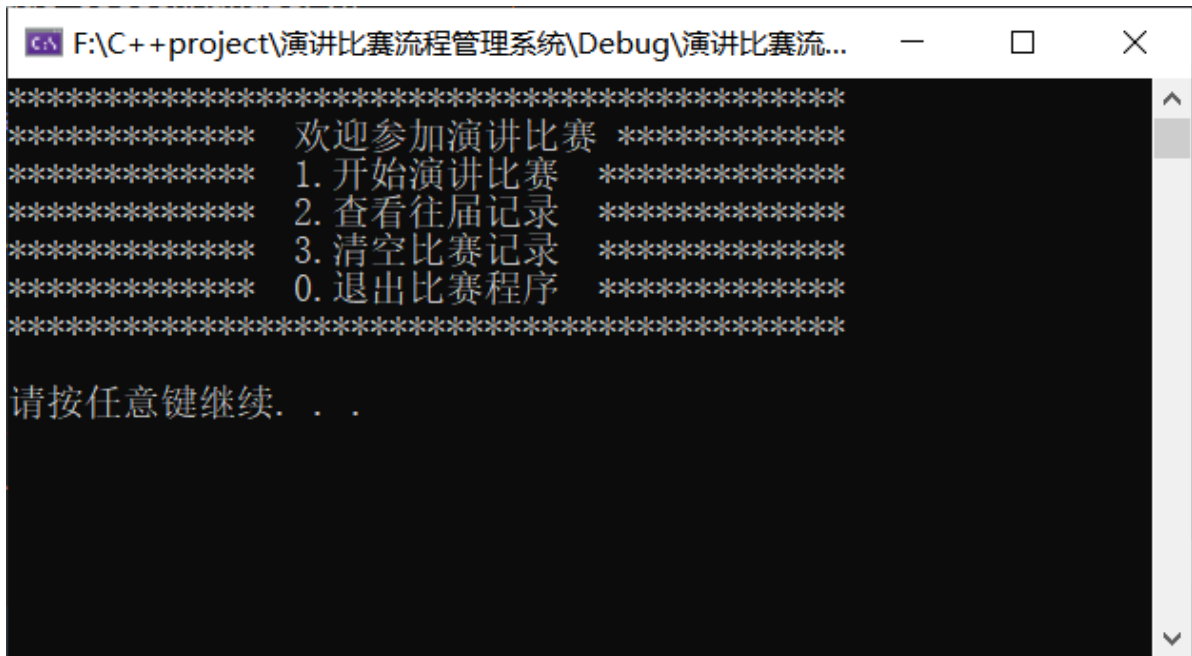 F:\C++project\演讲比赛流程管理系统\Debug\演讲比赛流...
********************************************
*************  欢迎参加演讲比赛 ************
*************  1.开始演讲比赛  *************
*************  2.查看往届记录  *************
*************  3.清空比赛记录  *************
*************  0.退出比赛程序  *************
********************************************
请按任意键继续. . .